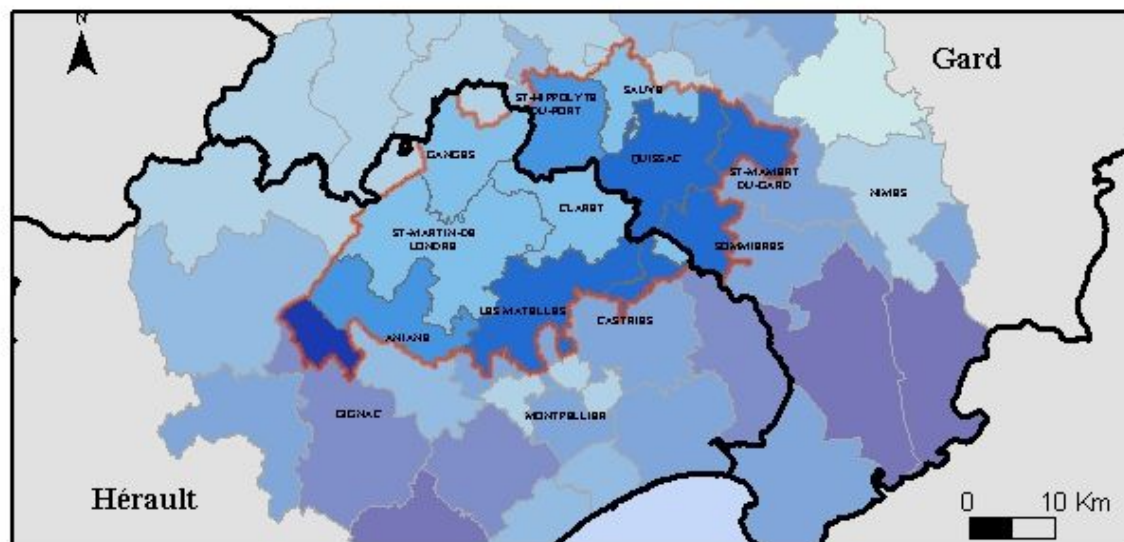 N
Gard
ST-HIPPOLYTE
DU-FORT
SAUVE
GANGES
QUISSAC
ST-MAMERT
DU-GARD
NIMES
CLARET
ST-MARTIN-DE
LONDRE
SOMMIERES
LES MATELLES
CASTRIES
ANIANE
GIGNAC
MONTPELLIER
Hérault
0 10 Km